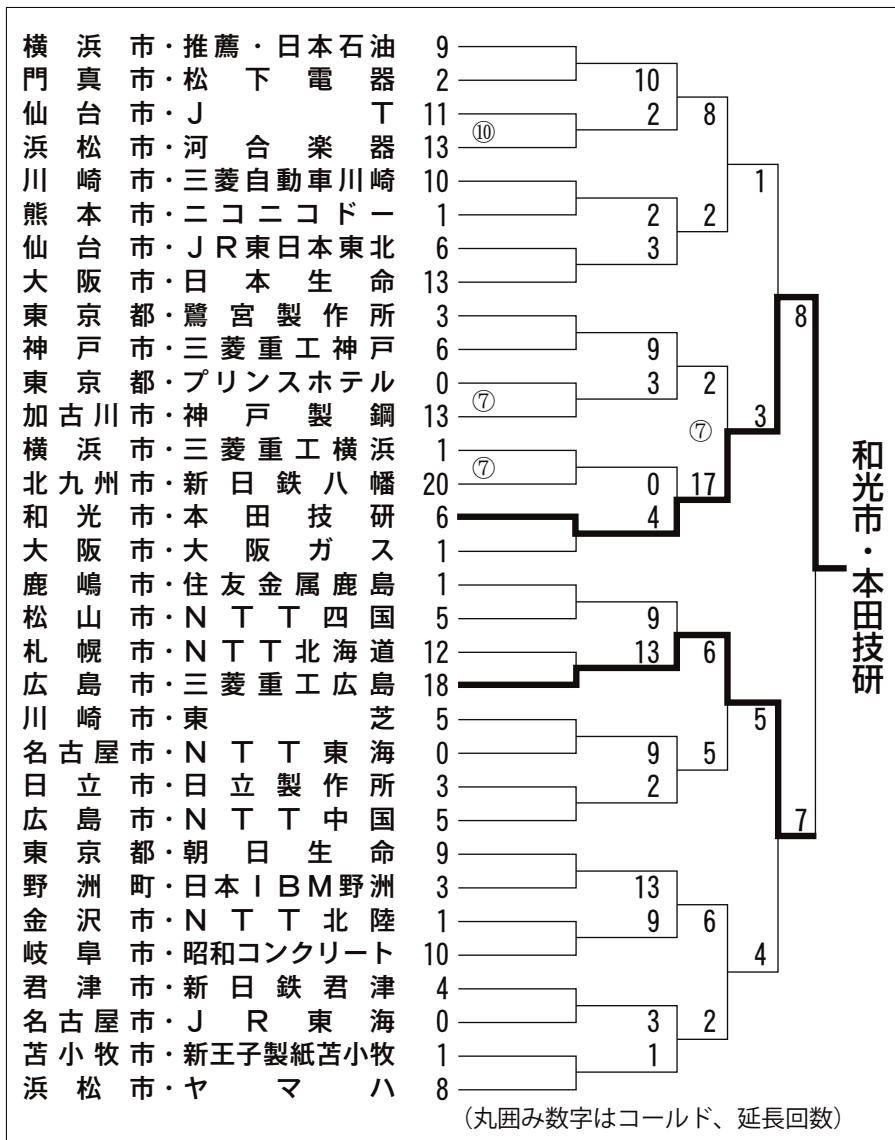 横浜市・推薦・日本石油 9
門真市・松下電器 2
仙台市・JT 11
浜松市・河合楽器 13
⑩
川崎市・三菱自動車川崎 10
熊本市・ニコニコドー 1
仙台市・JR東日本東北 6
大阪市・日本生命 13
東京都・鷺宮製作所 3
神戸市・三菱重工神戸 6
東京都・プリンスホテル 0
加古川市・神戸製鋼 13
⑦
横浜市・三菱重工横浜 1
北九州市・新日鉄八幡 20
⑦
和光市・本田技研 6
大阪市・大阪ガス 1
鹿嶋市・住友金属鹿島 1
松山市・NTT四国 5
札幌市・NTT北海道 12
広島市・三菱重工広島 18
川崎市・東芝 5
名古屋市・NTT東海 0
日立市・日立製作所 3
広島市・NTT中国 5
東京都・朝日生命 9
野洲町・日本IBM野洲 3
金沢市・NTT北陸 1
岐阜市・昭和コンクリート 10
君津市・新日鉄君津 4
名古屋市・JR東海 0
苫小牧市・新王子製紙苫小牧 1
浜松市・ヤマハ 8
10
2
2
3
9
3
0
4
9
13
9
2
13
9
3
1
8
2
2
⑦
17
6
5
6
2
1
3
5
4
8
7
和光市・本田技研
(丸囲み数字はコールド、延長回数)